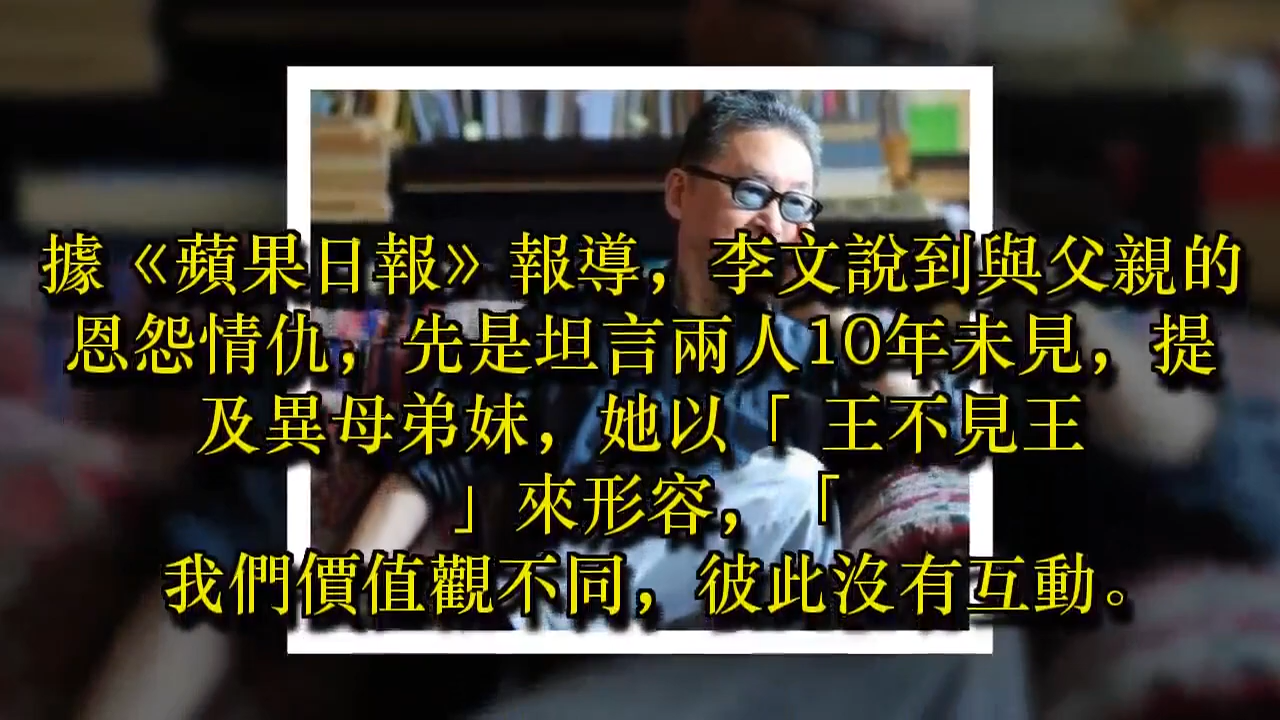 據《蘋果日報》報導，李文說到與父親的
恩怨情仇，先是坦言兩人10年未見，提
及異母弟妹，她以「 王不見王
」來形容，「
我們價值觀不同，彼此沒有互動。